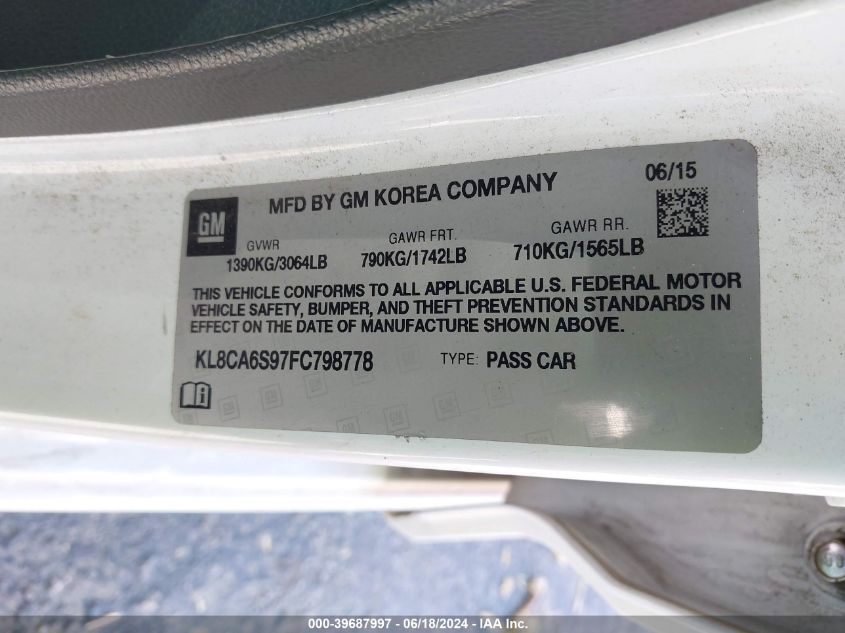 GM
MFD BY GM KOREA COMPANY
06/15
GVWR
GAWR FRT.
GAWR RR.
1390KG/3064LB
790KG/1742LB
710KG/1565LB
THIS VEHICLE CONFORMS TO ALL APPLICABLE U.S. FEDERAL MOTOR
VEHICLE SAFETY, BUMPER, AND THEFT PREVENTION STANDARDS IN
EFFECT ON THE DATE OF MANUFACTURE SHOWN ABOVE.
KL8CA6S97FC798778
TYPE: PASS CAR
000-39687997 - 06/18/2024 - IAA Inc.